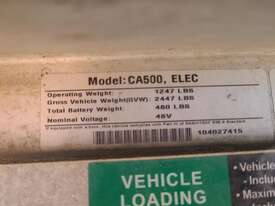 Model: CA500, ELEC
Operating Weight: 1247 LBS
Gross Vehicle Weight(GVW) 2447 LBS
Total Battery Weight: 480 LBS
Nominal Voltage: 48V
104027415
VEHICLE
LOADING
• Vehicle
Inclu
• Maxim